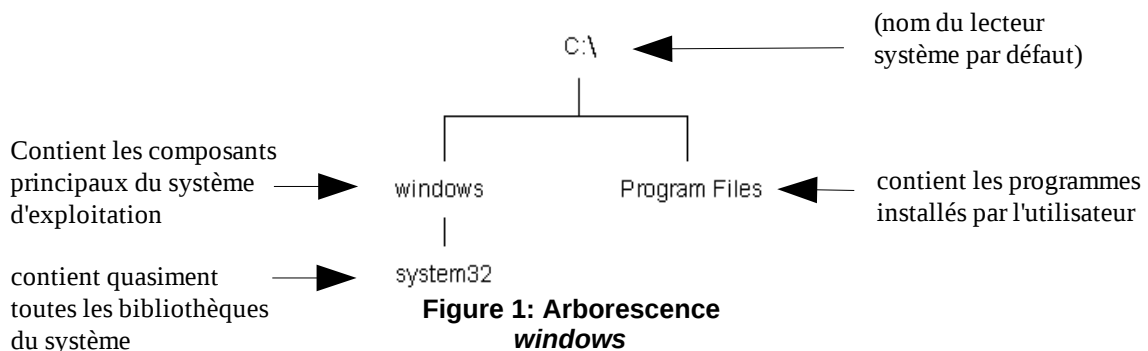 C:\
(nom du lecteur
système par défaut)
Contient les composants
principaux du système
d'exploitation
windows
Program Files
contient les programmes
installés par l'utilisateur
contient quasiment
toutes les bibliothèques
du système
system32
Figure 1: Arborescence
windows